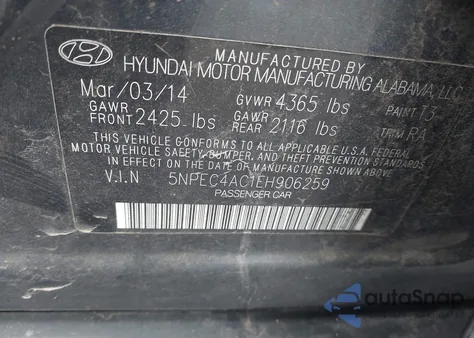 MANUFACTURED BY
HYUNDAI MOTOR MANUFACTURING ALABAMA, LLC
Mar/03/14 GVWR 4365 lbs PAINT T3
GAWR FRONT 2425 lbs GAWR REAR 2116 lbs TRIM RY
THIS VEHICLE CONFORMS TO ALL APPLICABLE U.S.A. FEDERAL
MOTOR VEHICLE SAFETY, BUMPER, AND THEFT PREVENTION STANDARDS
IN EFFECT ON THE DATE OF MANUFACTURE SHOWN ABOVE.
V.I.N 5NPEC4AC1EH906259
PASSENGER CAR
autoSnap